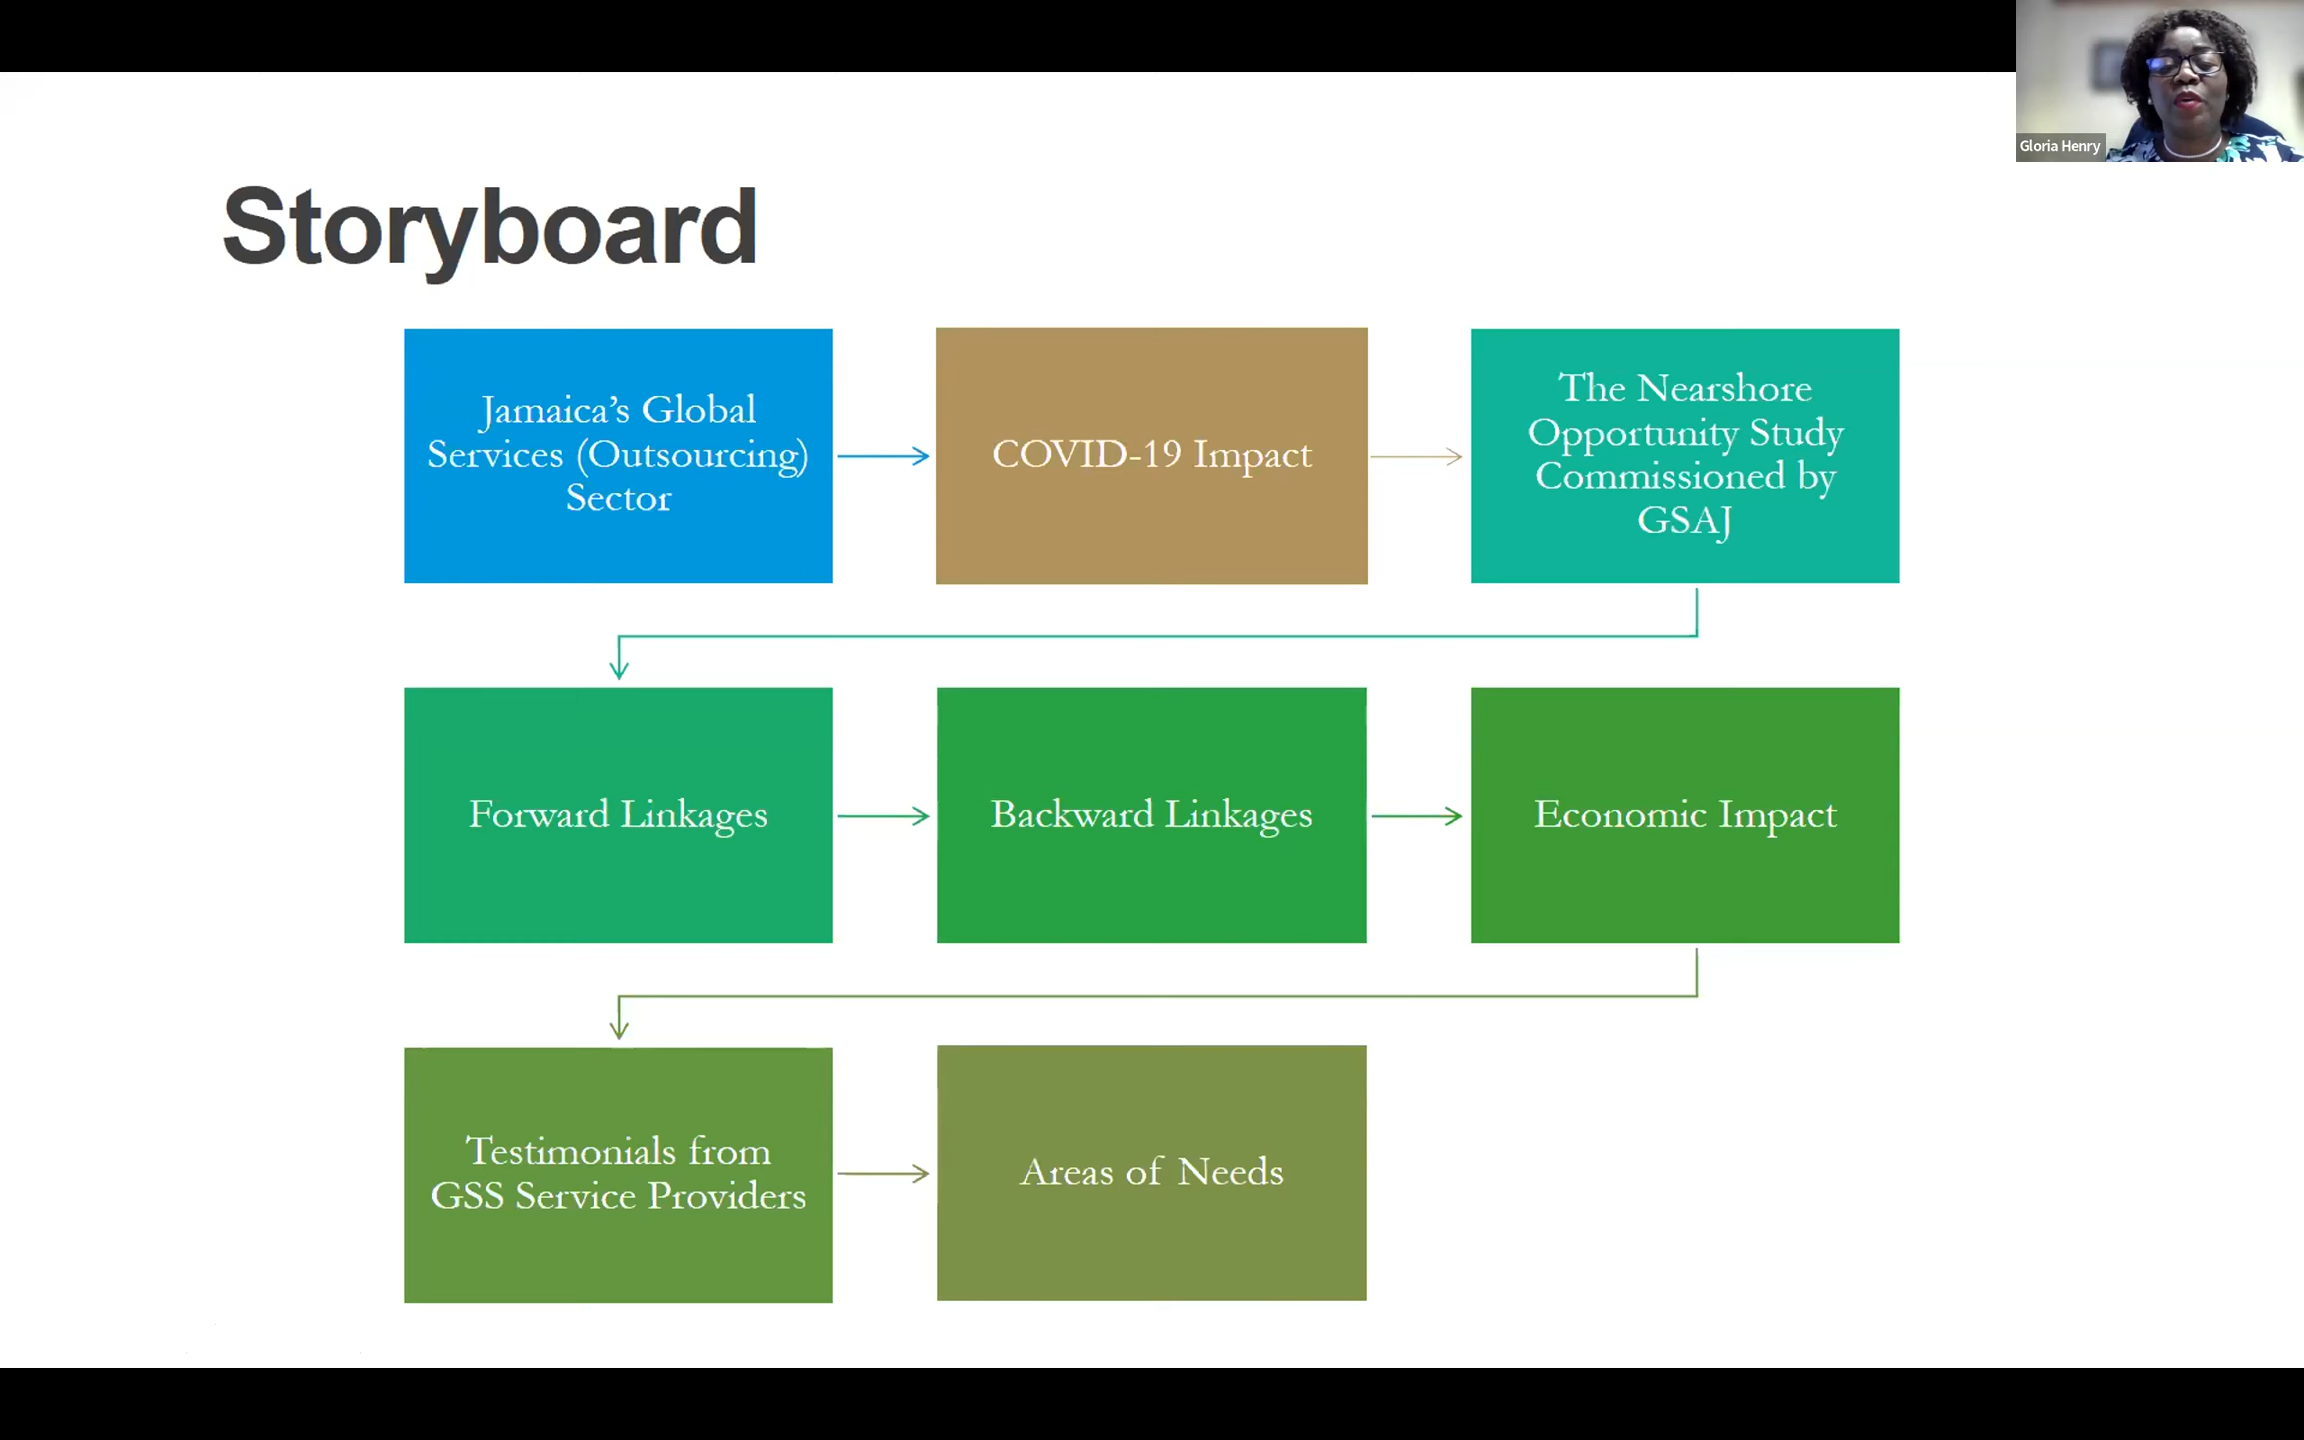 Gloria Henry
Storyboard
Jamaica’s Global
Services (Outsourcing)
Sector
COVID-19 Impact
The Nearshore
Opportunity Study
Commissioned by
GSAJ
Forward Linkages
Backward Linkages
Economic Impact
Testimonials from
GSS Service Providers
Areas of Needs